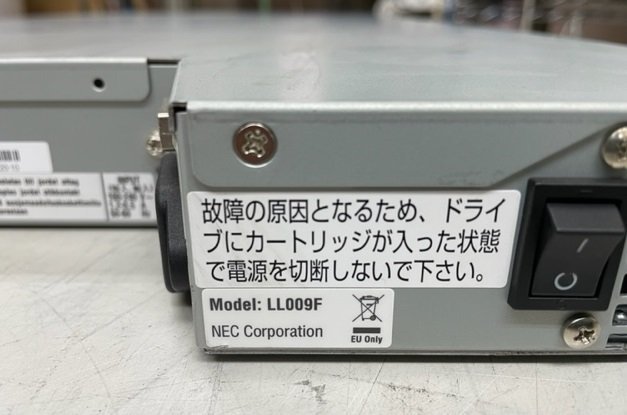 故障の原因となるため、ドライ
ブにカートリッジが入った状態
で電源を切断しないで下さい。
Model: LL009F
NEC Corporation
EU Only
INPUT